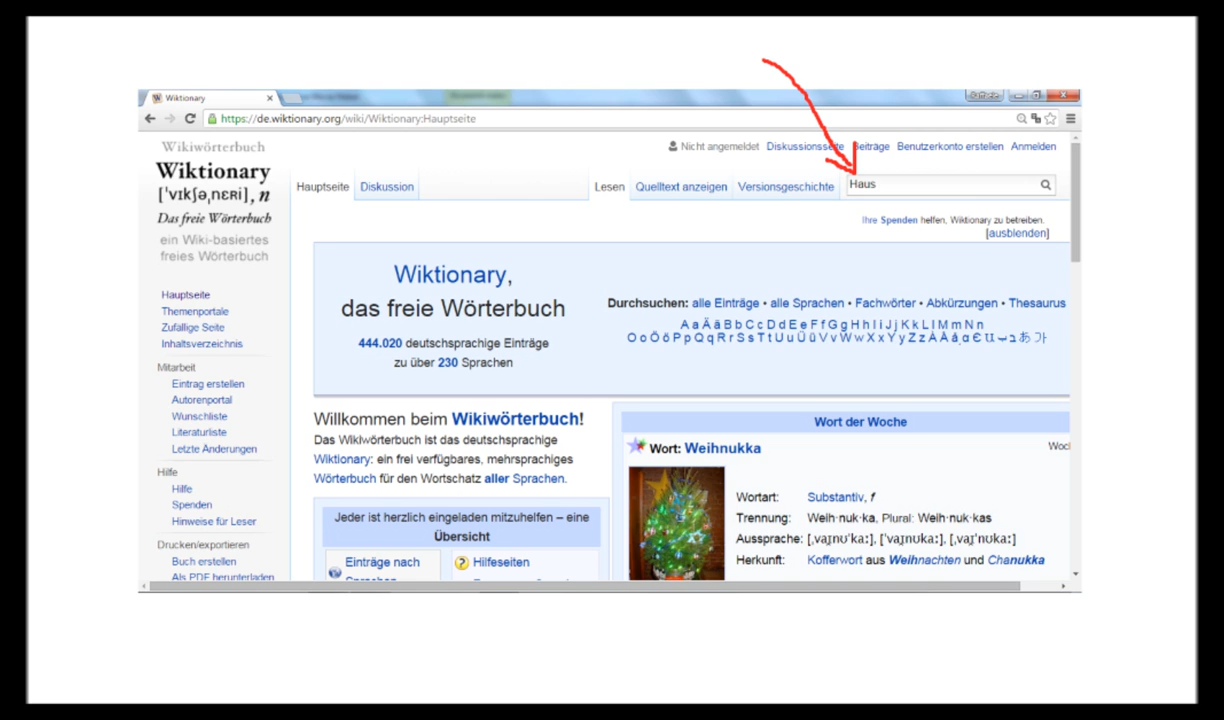 Wiktionary
https://de.wiktionary.org/wiki/Wiktionary:Hauptseite
Wikiwörterbuch
Wiktionary
[ˈvɪkʃəˌnɛʀi], n
Das freie Wörterbuch
ein Wiki-basiertes
freies Wörterbuch
Nicht angemeldet Diskussionsseite Beiträge Benutzerkonto erstellen Anmelden
Hauptseite Diskussion Lesen Quelltext anzeigen Versionsgeschichte Haus
Ihre Spenden helfen, Wiktionary zu betreiben.
[ausblenden]
Hauptseite
Themenportale
Zufällige Seite
Inhaltsverzeichnis
Mitarbeit
Eintrag erstellen
Autorenportal
Wunschliste
Literaturliste
Letzte Änderungen
Hilfe
Hilfe
Spenden
Hinweise für Leser
Drucken/exportieren
Buch erstellen
Als PDF herunterladen
Wiktionary,
das freie Wörterbuch
444.020 deutschsprachige Einträge
zu über 230 Sprachen
Durchsuchen: alle Einträge • alle Sprachen • Fachwörter • Abkürzungen • Thesaurus
A a Ä ä B b C c D d E e F f G g H h I i J j K k L l M m N n
O o Ö ö P p Q q R r S s T t U u Ü ü V v W w X x Y y Z z
Willkommen beim Wikiwörterbuch!
Das Wikiwörterbuch ist das deutschsprachige
Wiktionary: ein frei verfügbares, mehrsprachiges
Wörterbuch für den Wortschatz aller Sprachen.
Jeder ist herzlich eingeladen mitzuhelfen – eine
Übersicht
Einträge nach
Sprachen
Hilfeseiten
Wort der Woche
Wort: Weihnukka
Woc
Wortart: Substantiv, f
Trennung: Weih·nuk·ka, Plural: Weih·nuk·kas
Aussprache: [ˌvaɪnʊˈkaː], [ˈvaɪnʊkaː], [ˌvaɪˈnʊkaː]
Herkunft: Kofferwort aus Weihnachten und Chanukka